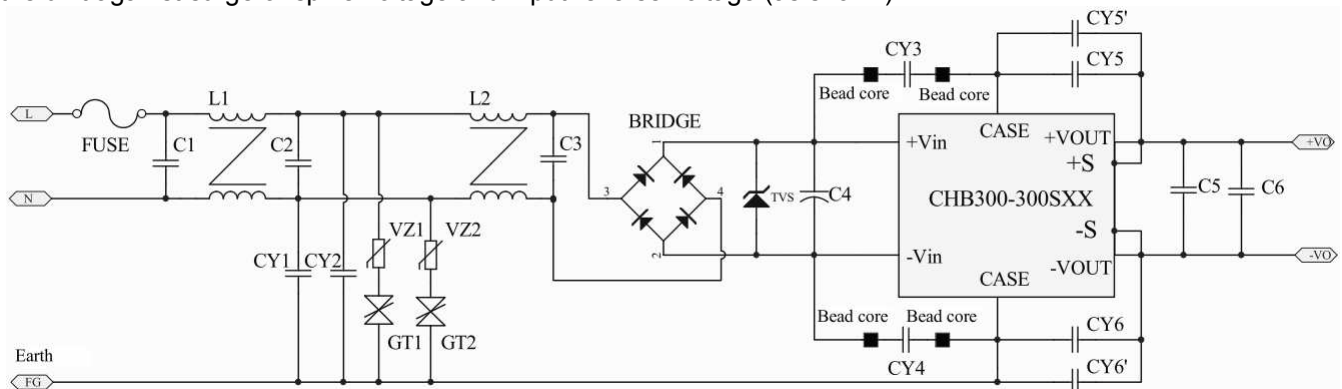 CY5'
CY3
CY5
L
L1
L2
Bead core
Bead core
FUSE
C1
C2
C3
BRIDGE
1
+Vin
CASE
+VOUT
+VO
+S
3
4
TVS
C4
CHB300-300SXX
C5
C6
N
VZ1
VZ2
-S
CY1
CY2
2
-Vin
-VOUT
-VO
CASE
GT1
GT2
Bead core
Bead core
CY6
Earth
CY4
CY6'
FG